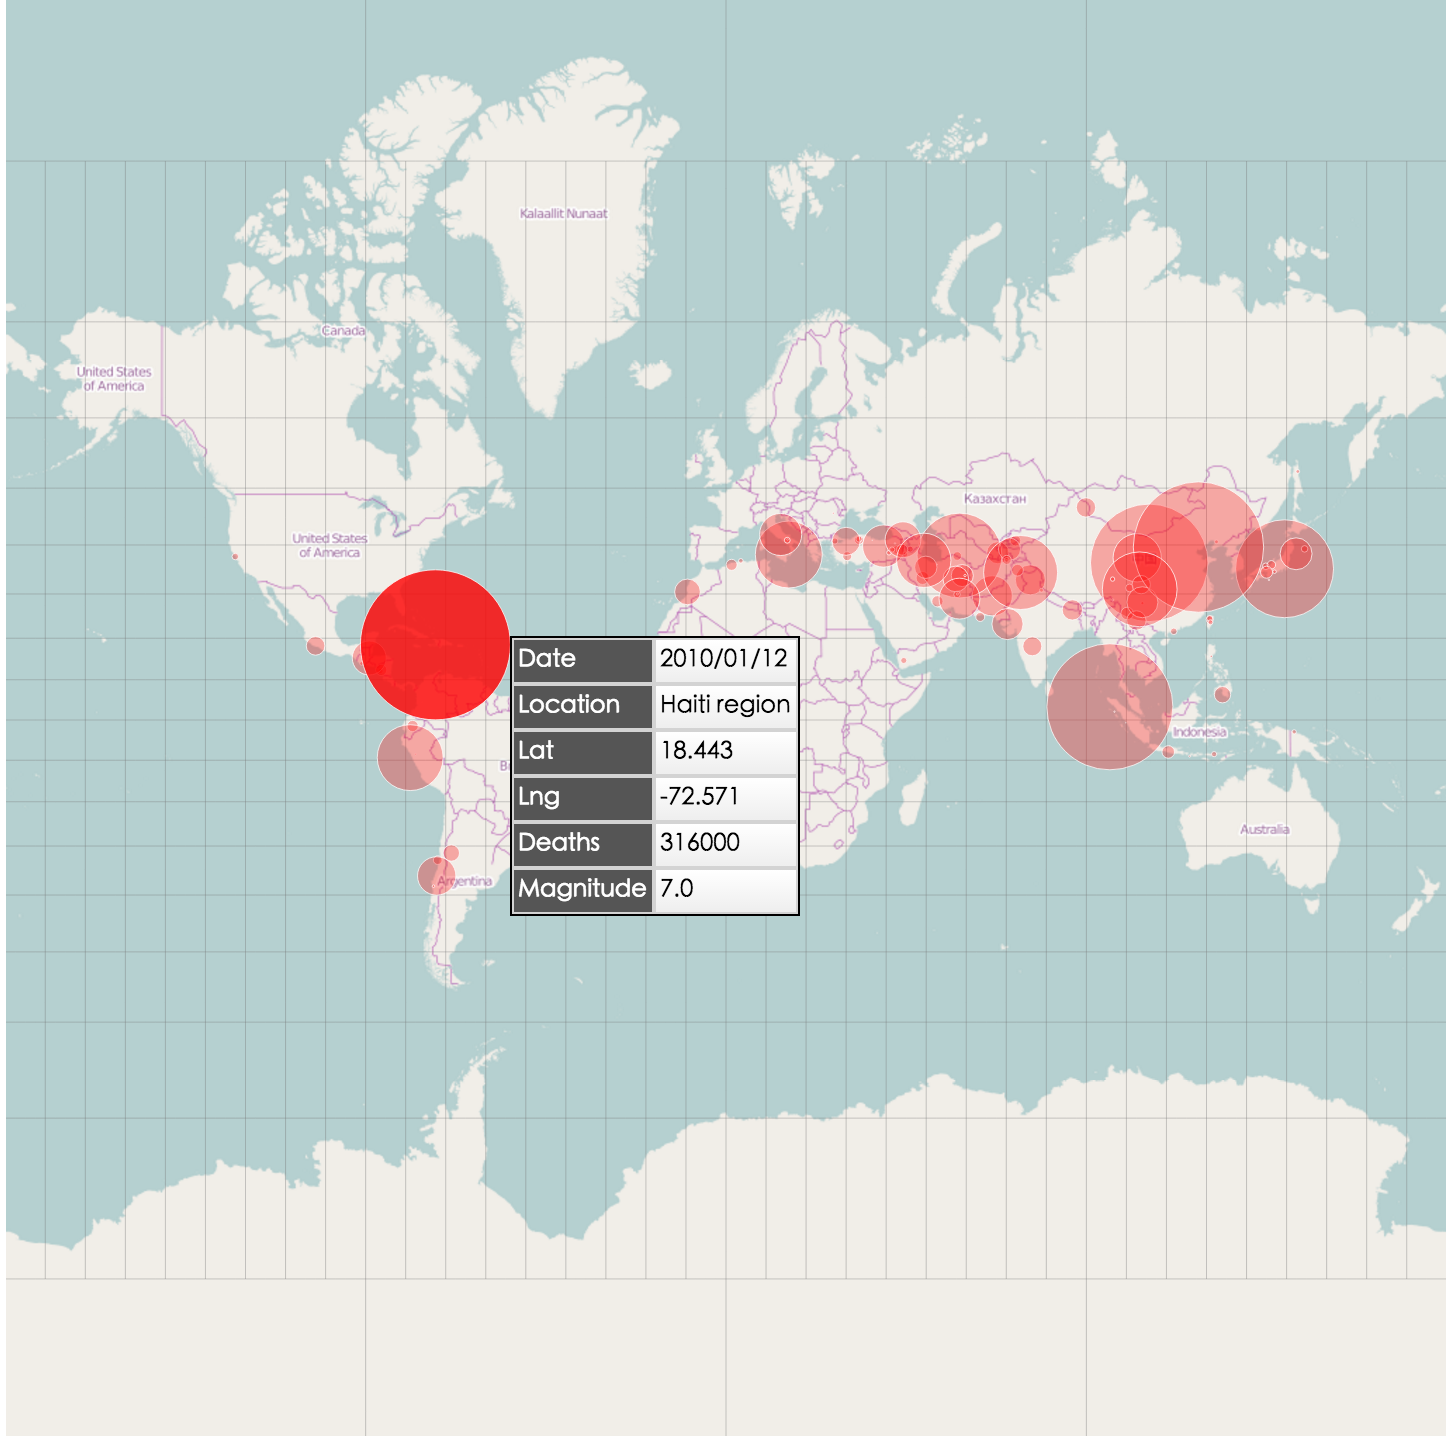 Kalaallit Nunaat
Canada
United States
of America
Казахстан
United States
of America
Date 2010/01/12
Location Haiti region
Lat 18.443
Lng -72.571
Deaths 316000
Magnitude 7.0
Indonesia
B
Australia
Argentina